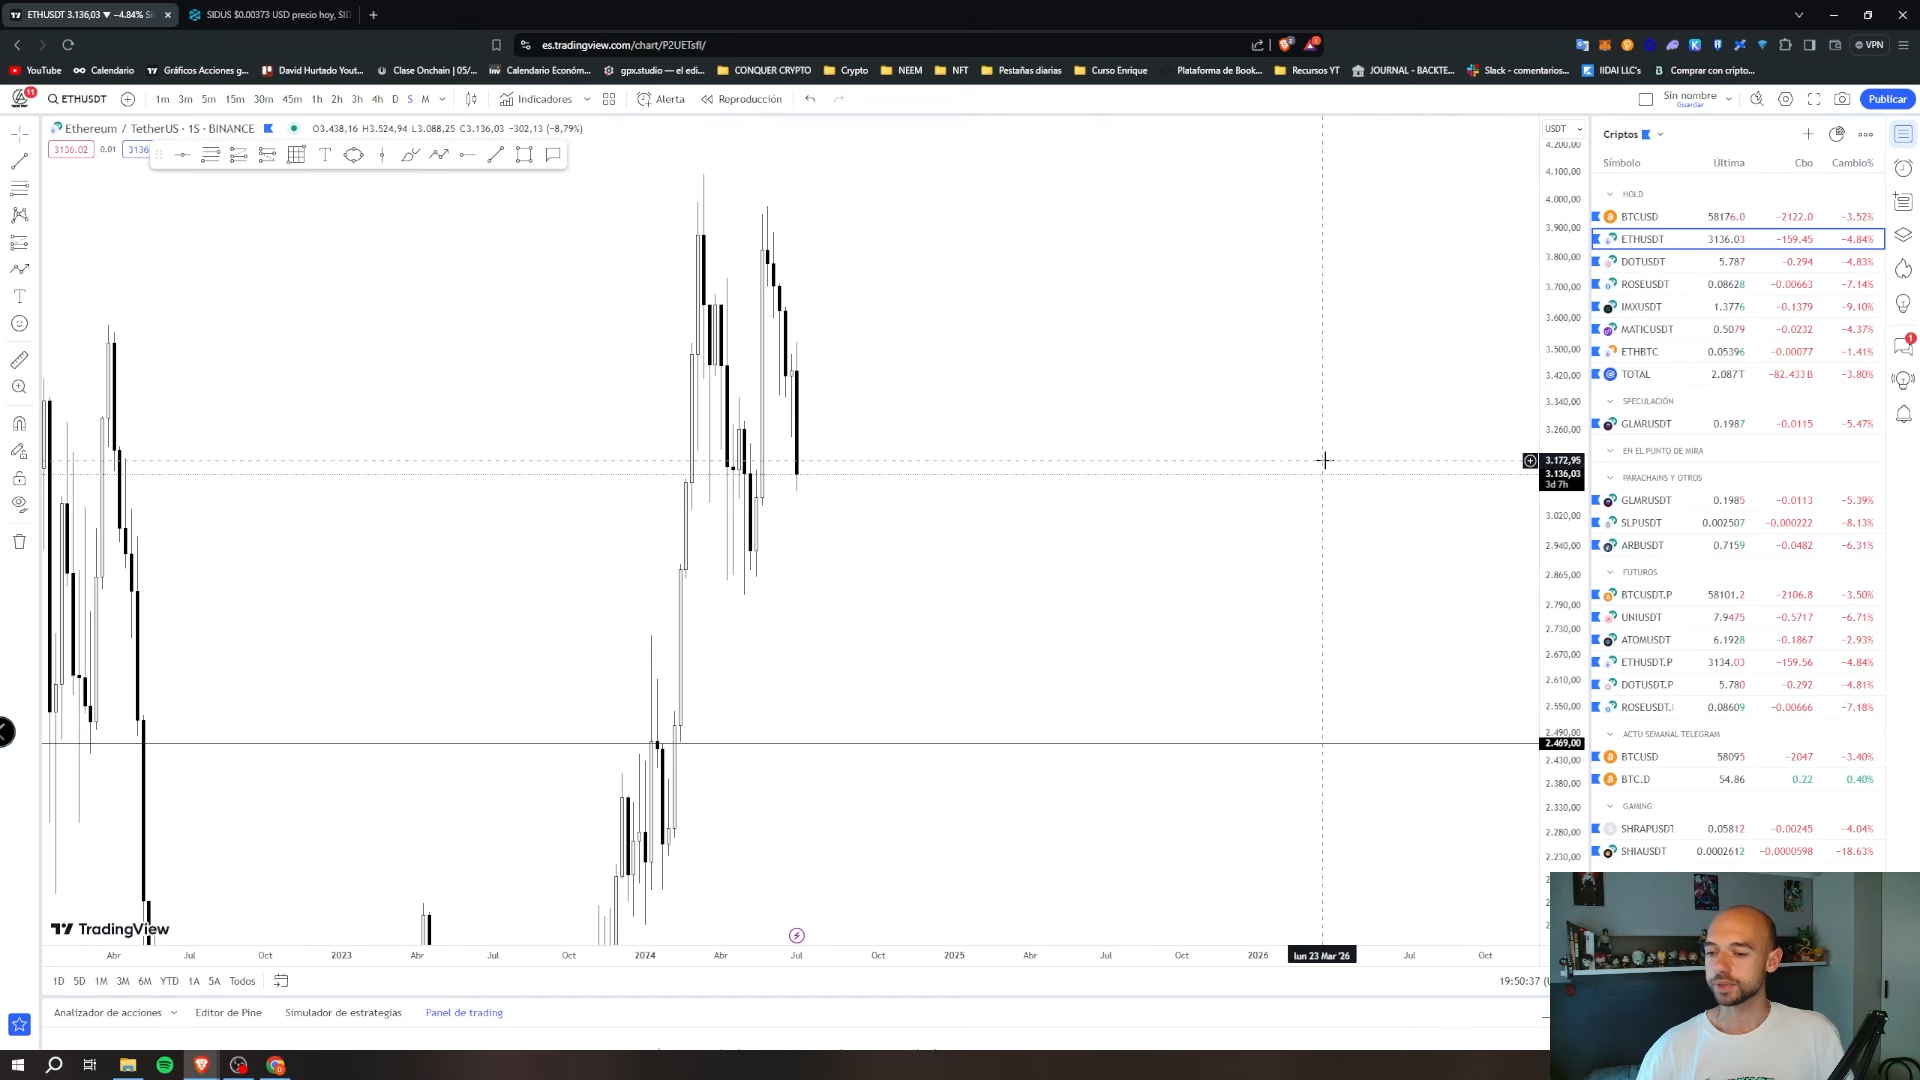 ETHUSDT 3.136,03 ▼ −4.84% Si
SIDUS $0.00373 USD precio hoy, SID
es.tradingview.com/chart/P2UETsfl/
VPN
YouTube
Calendario
Gráficos Acciones g...
David Hurtado Yout...
Clase Onchain | 05/...
Calendario Económ...
gpx.studio — el edi...
CONQUER CRYPTO
Crypto
NEEM
NFT
Pestañas diarias
Curso Enrique
Plataforma de Book...
Recursos YT
JOURNAL - BACKTE...
Slack - comentarios...
IIDAI LLC's
Comprar con cripto...
11
ETHUSDT
1m 3m 5m 15m 30m 45m 1h 2h 3h 4h D S M
Indicadores
Alerta
Reproducción
Sin nombre
Guardar
Publicar
Ethereum / TetherUS · 1S · BINANCE
O3.438,16 H3.524,94 L3.088,25 C3.136,03 −302,13 (−8,79%)
3136.02
0.01
3136
USDT
4.200,00
4.100,00
4.000,00
3.900,00
3.800,00
3.700,00
3.600,00
3.500,00
3.420,00
3.340,00
3.260,00
3.172,95
3.136,03
3d 7h
3.020,00
2.940,00
2.865,00
2.790,00
2.730,00
2.670,00
2.610,00
2.550,00
2.490,00
2.469,00
2.430,00
2.380,00
2.330,00
2.280,00
2.230,00
Criptos
Símbolo Última Cbo Cambio%
HOLD
BTCUSD 58176.0 −2122.0 −3.52%
ETHUSDT 3136.03 −159.45 −4.84%
DOTUSDT 5.787 −0.294 −4.83%
ROSEUSDT 0.08628 −0.00663 −7.14%
IMXUSDT 1.3776 −0.1379 −9.10%
MATICUSDT 0.5079 −0.0232 −4.37%
ETHBTC 0.05396 −0.00077 −1.41%
TOTAL 2.087T −82.433B −3.80%
SPECULACIÓN
GLMRUSDT 0.1987 −0.0115 −5.47%
EN EL PUNTO DE MIRA
PARACHAINS Y OTROS
GLMRUSDT 0.1985 −0.0113 −5.39%
SLPUSDT 0.002507 −0.000222 −8.13%
ARBUSDT 0.7159 −0.0482 −6.31%
FUTUROS
BTCUSDT.P 58101.2 −2106.8 −3.50%
UNIUSDT 7.9475 −0.5717 −6.71%
ATOMUSDT 6.1928 −0.1867 −2.93%
ETHUSDT.P 3134.03 −159.56 −4.84%
DOTUSDT.P 5.780 −0.292 −4.81%
ROSEUSDT. 0.08609 −0.00666 −7.18%
ACTU SEMANAL TELEGRAM
BTCUSD 58095 −2047 −3.40%
BTC.D 54.86 0.22 0.40%
GAMING
SHRAPUSDT 0.05812 −0.00245 −4.04%
SHIAUSDT 0.0002612 −0.0000598 −18.63%
TradingView
Abr Jul Oct 2023 Abr Jul Oct 2024 Abr Jul Oct 2025 Abr Jul Oct 2026 lun 23 Mar '26 Jul Oct
1D 5D 1M 3M 6M YTD 1A 5A Todos
19:50:37 (U
Analizador de acciones
Editor de Pine
Simulador de estrategias
Panel de trading